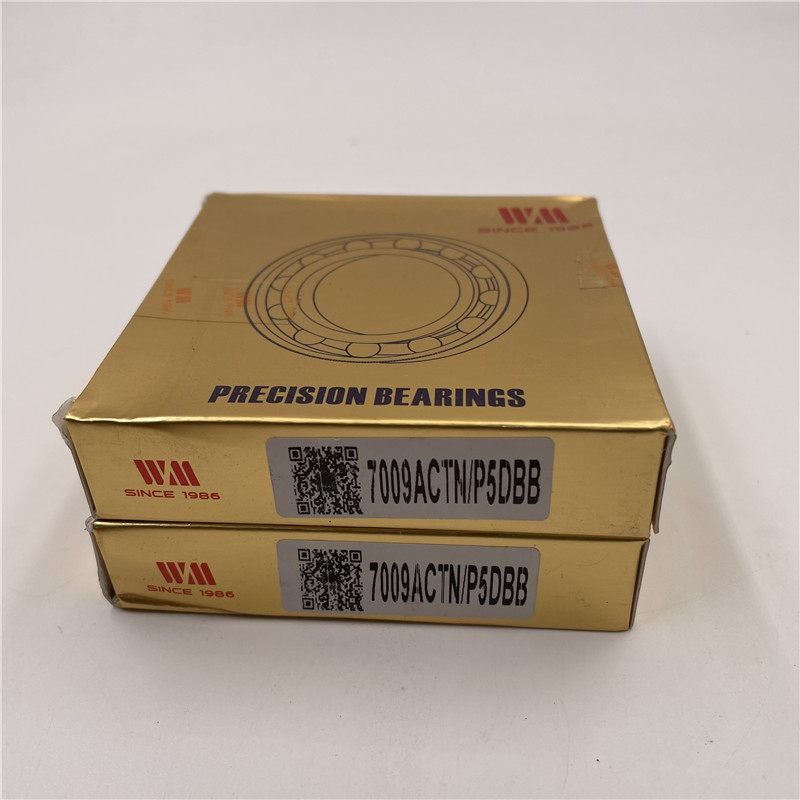 WM
SINCE 1986
PRECISION BEARINGS
WM
SINCE 1986
7009ACTN/P5DBB
WM
SINCE 1986
7009ACTN/P5DBB